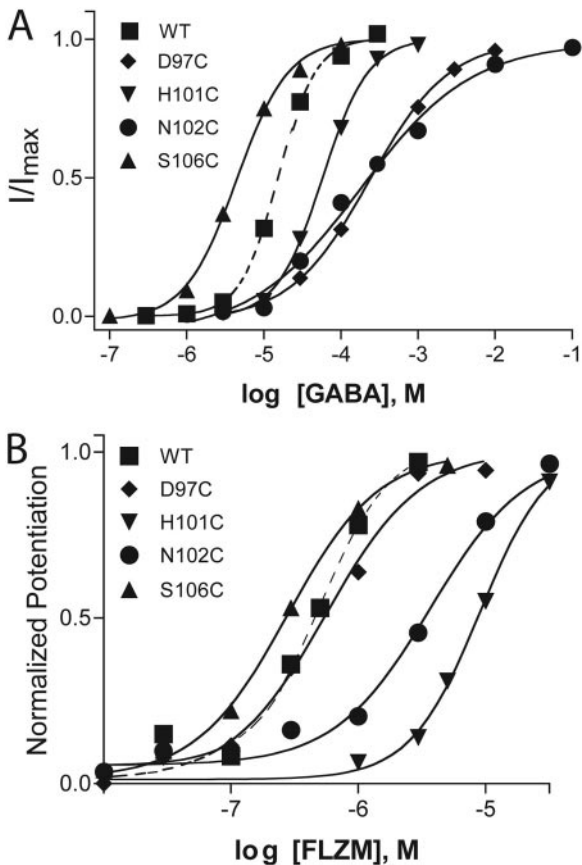 A
WT
D97C
H101C
N102C
S106C
I/Imax
1.0
0.5
0.0
-7 -6 -5 -4 -3 -2 -1
log [GABA], M
B
WT
D97C
H101C
N102C
S106C
Normalized Potentiation
1.0
0.5
0.0
-7 -6 -5
log [FLZM], M